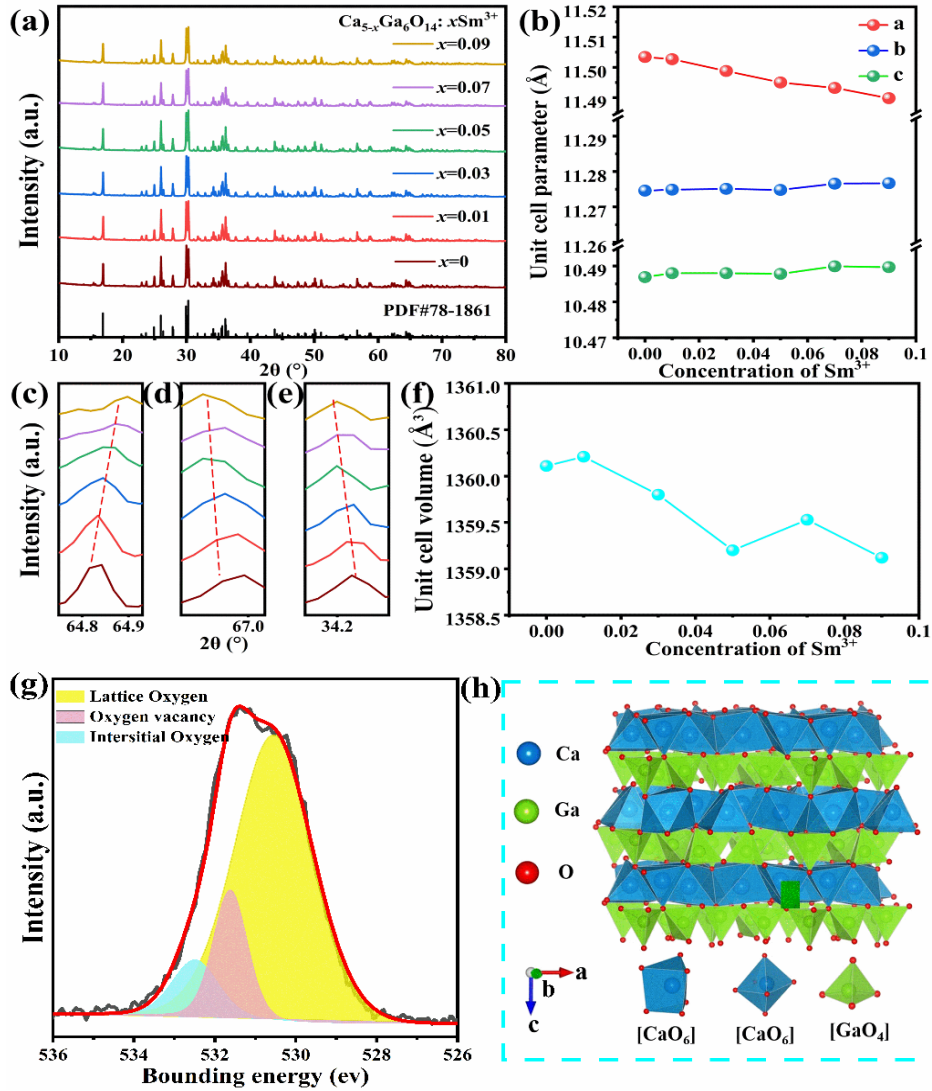 (a)
Ca₅₋ₓGa₆O₁₄: xSm³⁺
x=0.09
x=0.07
x=0.05
x=0.03
x=0.01
x=0
PDF#78-1861
Intensity (a.u.)
10 20 30 40 50 60 70 80
2θ (°)
(b)
a
b
c
Unit cell parameter (Å)
11.52
11.51
11.50
11.49
11.28
11.27
11.26
10.49
10.48
10.47
0.00 0.02 0.04 0.06 0.08 0.1
Concentration of Sm³⁺
(c)
(d)
(e)
Intensity (a.u.)
64.8 64.9
67.0
34.2
2θ (°)
(f)
Unit cell volume (Å³)
1361.0
1360.5
1360.0
1359.5
1359.0
1358.5
0.00 0.02 0.04 0.06 0.08 0.1
Concentration of Sm³⁺
(g)
Lattice Oxygen
Oxygen vacancy
Intersitial Oxygen
Intensity (a.u.)
536 534 532 530 528 526
Bounding energy (ev)
(h)
Ca
Ga
O
a
b
c
[CaO₆]
[CaO₆]
[GaO₄]